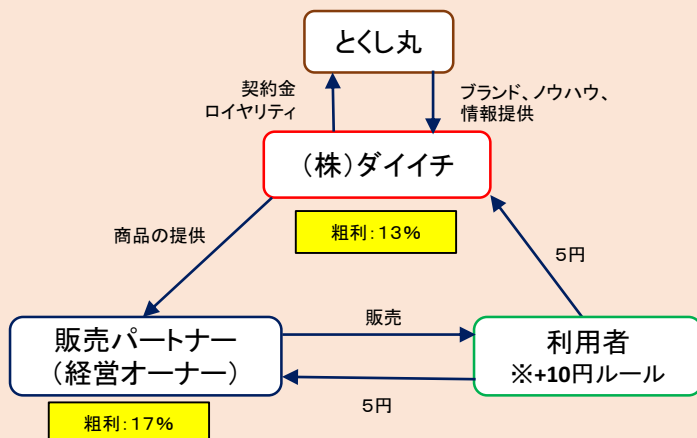 とくし丸
契約金
ロイヤリティ
ブランド、ノウハウ、
情報提供
(株)ダイイチ
粗利:13%
商品の提供
5円
販売パートナー
(経営オーナー)
販売
利用者
※+10円ルール
5円
粗利:17%